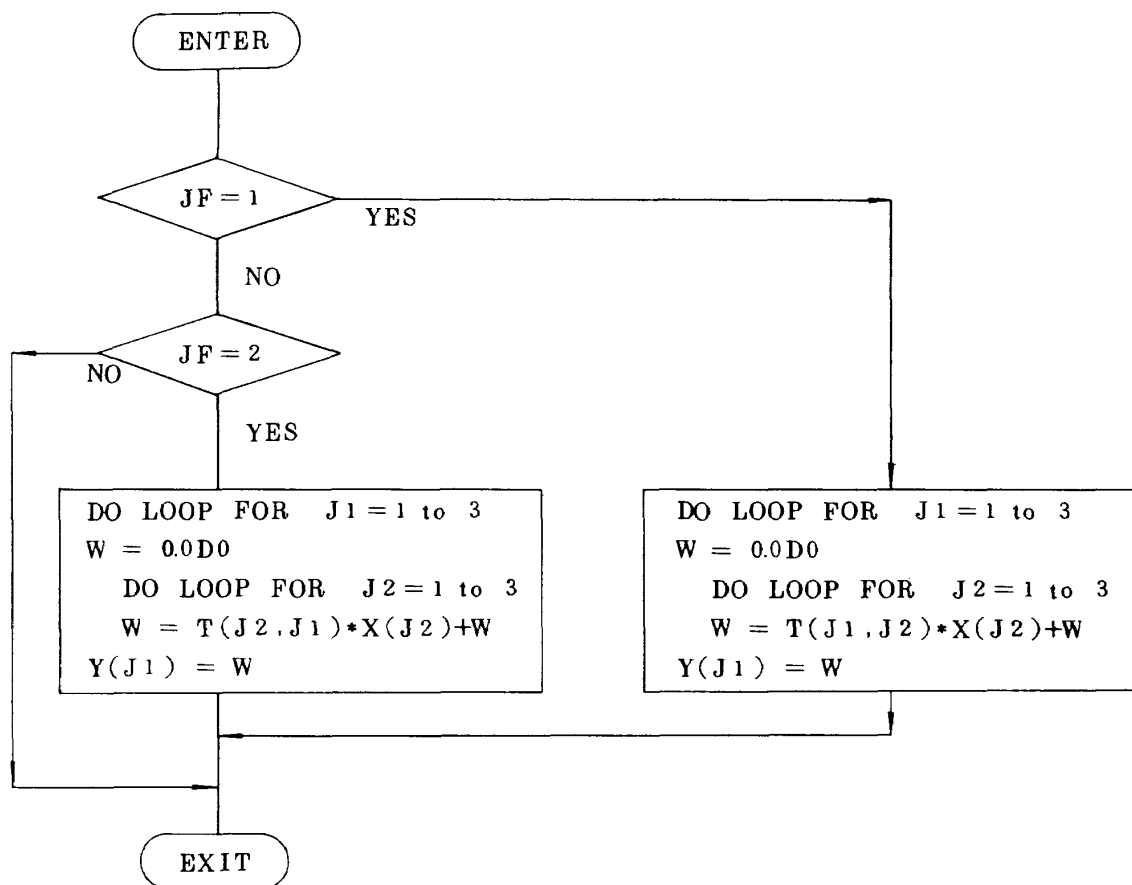 ENTER
JF = 1
YES
NO
JF = 2
NO
YES
DO LOOP FOR J1 = 1 to 3
W = 0.0D0
DO LOOP FOR J2 = 1 to 3
W = T(J2,J1)*X(J2)+W
Y(J1) = W
DO LOOP FOR J1 = 1 to 3
W = 0.0D0
DO LOOP FOR J2 = 1 to 3
W = T(J1,J2)*X(J2)+W
Y(J1) = W
EXIT